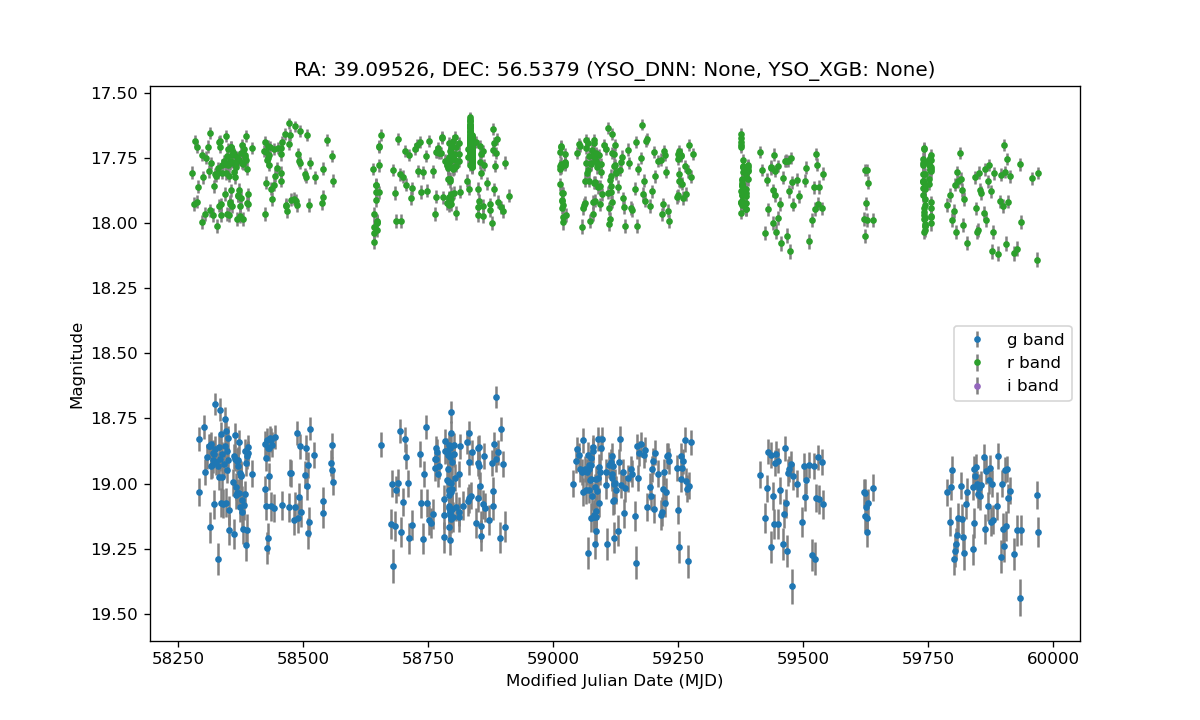 RA: 39.09526, DEC: 56.5379 (YSO_DNN: None, YSO_XGB: None)
17.50
17.75
18.00
18.25
18.50
18.75
19.00
19.25
19.50
Magnitude
g band
r band
i band
58250 58500 58750 59000 59250 59500 59750 60000
Modified Julian Date (MJD)